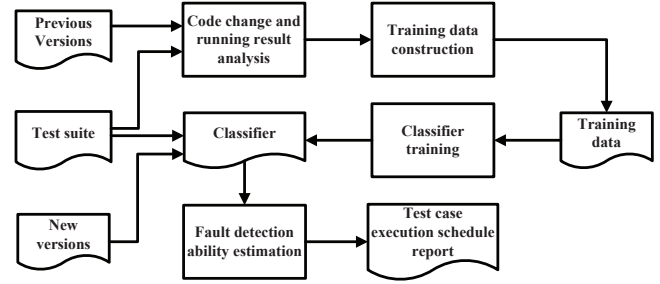 Previous
Versions
Code change and
running result
analysis
Training data
construction
Test suite
Classifier
Classifier
training
Training
data
New
versions
Fault detection
ability estimation
Test case
execution schedule
report